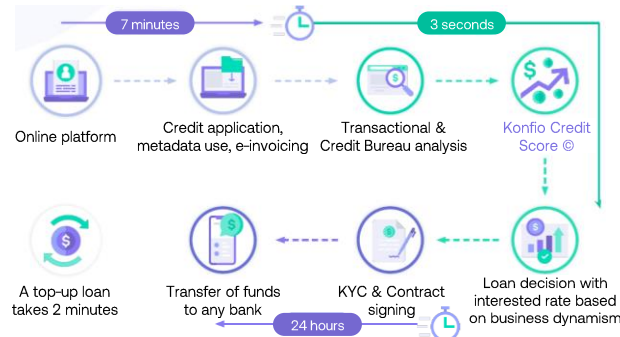 7 minutes
3 seconds
Online platform
Credit application,
metadata use, e-invoicing
Transactional &
Credit Bureau analysis
Konfio Credit
Score ©
A top-up loan
takes 2 minutes
Transfer of funds
to any bank
KYC & Contract
signing
Loan decision with
interested rate based
on business dynamism
24 hours